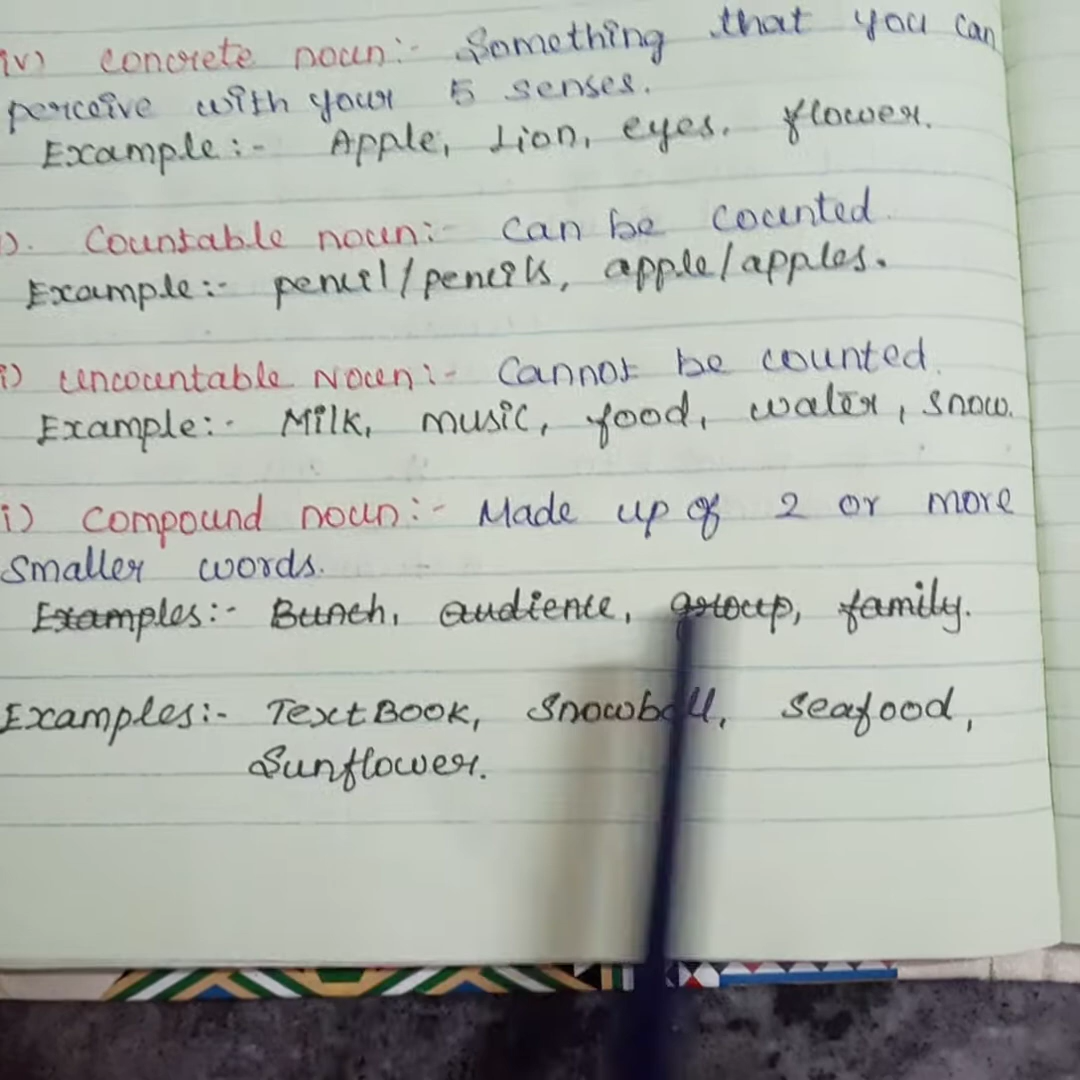 iv) concrete noun:- Something that you can
perceive with your 5 senses.
Example:- Apple, Lion, eyes. flower.
). Countable noun:- can be counted.
Example:- pencil/pencils, apple/apples.
i) uncountable Noun:- Cannot be counted.
Example:- Milk, music, food, water, snow.
i) compound noun:- Made up of 2 or more
smaller words.
Examples:- Bunch, audience, group, family.
Examples:- TextBook, Snowball, Seafood,
Sunflower.